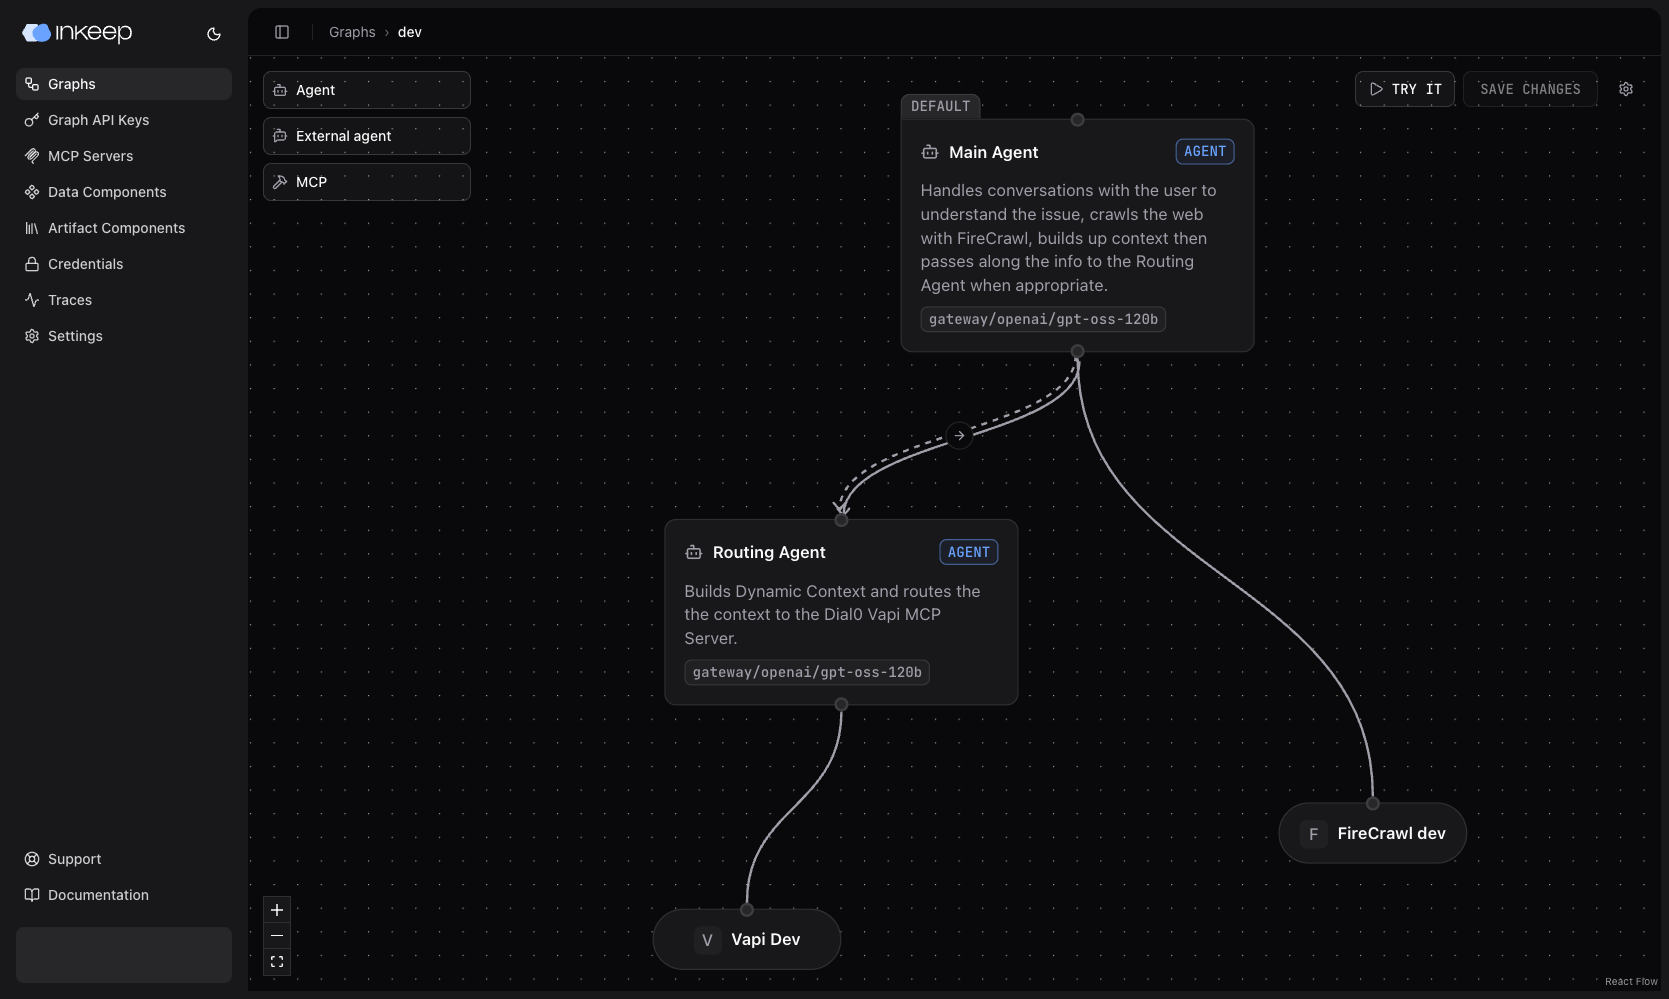 inkeep
Graphs
Graph API Keys
MCP Servers
Data Components
Artifact Components
Credentials
Traces
Settings
Support
Documentation
Graphs › dev
Agent
External agent
MCP
TRY IT
SAVE CHANGES
DEFAULT
Main Agent
AGENT
Handles conversations with the user to
understand the issue, crawls the web
with FireCrawl, builds up context then
passes along the info to the Routing
Agent when appropriate.
gateway/openai/gpt-oss-120b
Routing Agent
AGENT
Builds Dynamic Context and routes the
the context to the Dial0 Vapi MCP
Server.
gateway/openai/gpt-oss-120b
F FireCrawl dev
V Vapi Dev
React Flow